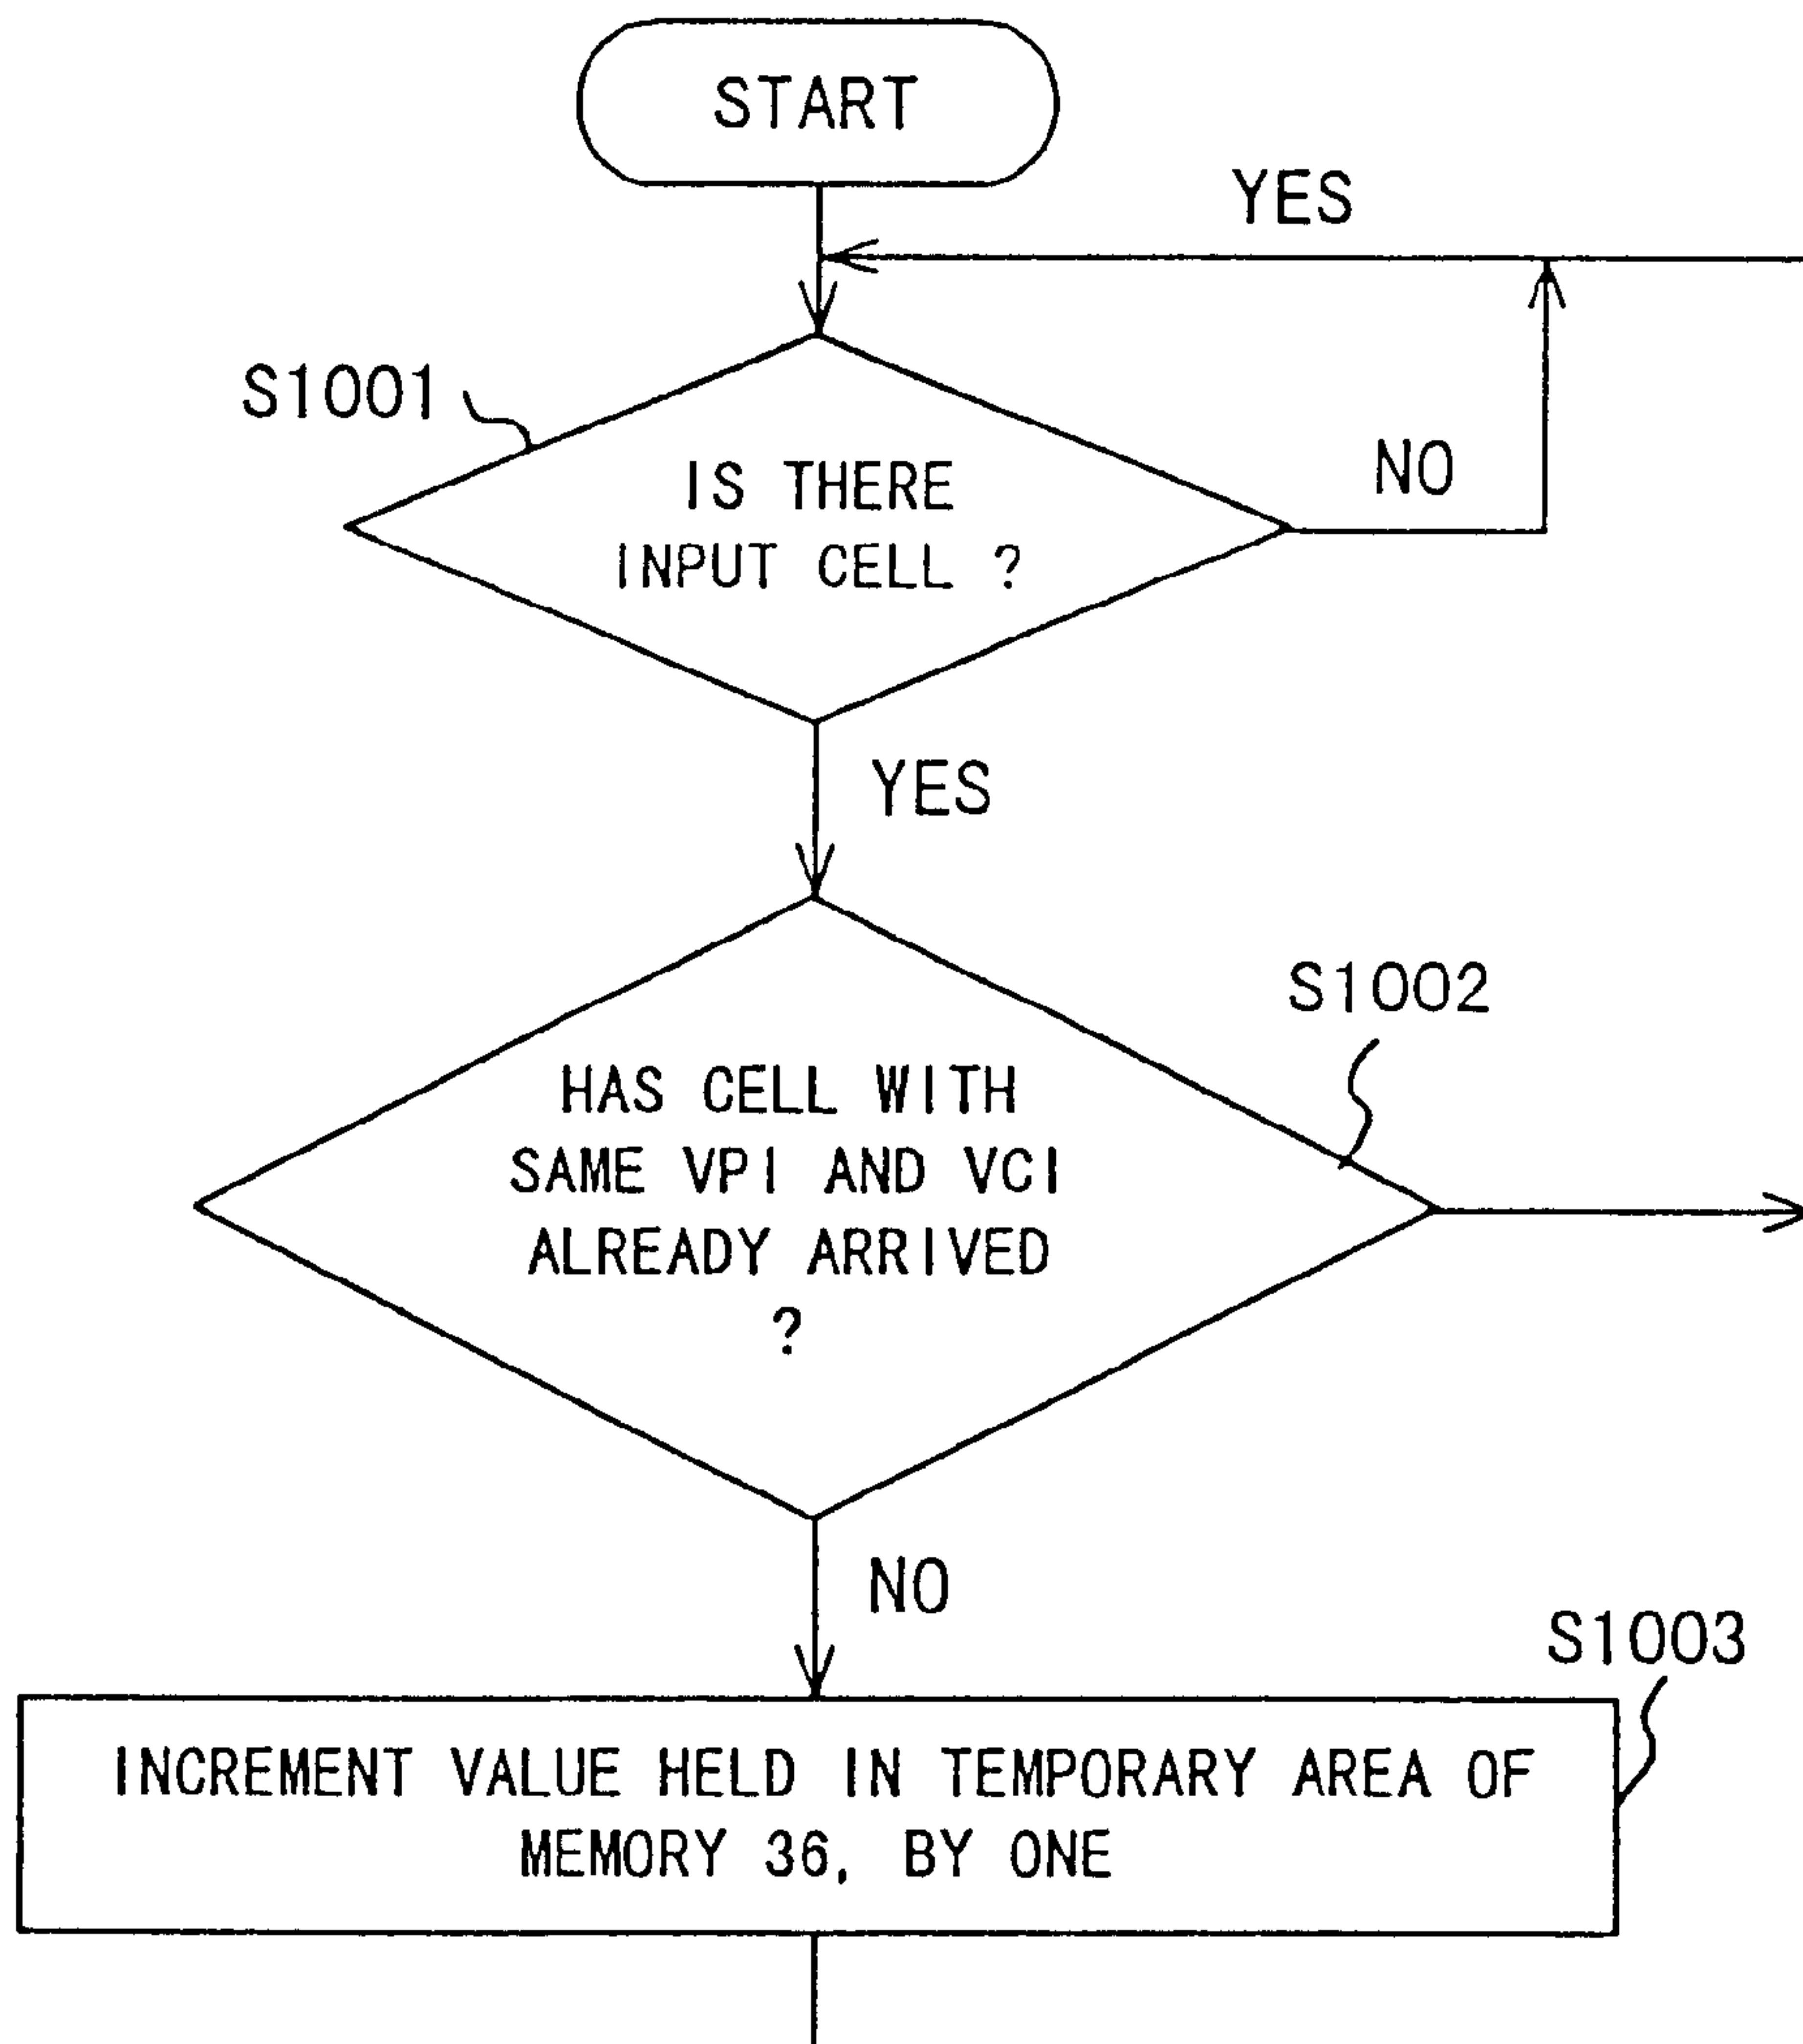 START
YES
S1001
IS THERE
INPUT CELL ?
NO
YES
S1002
HAS CELL WITH
SAME VPI AND VCI
ALREADY ARRIVED
?
NO
S1003
INCREMENT VALUE HELD IN TEMPORARY AREA OF
MEMORY 36, BY ONE